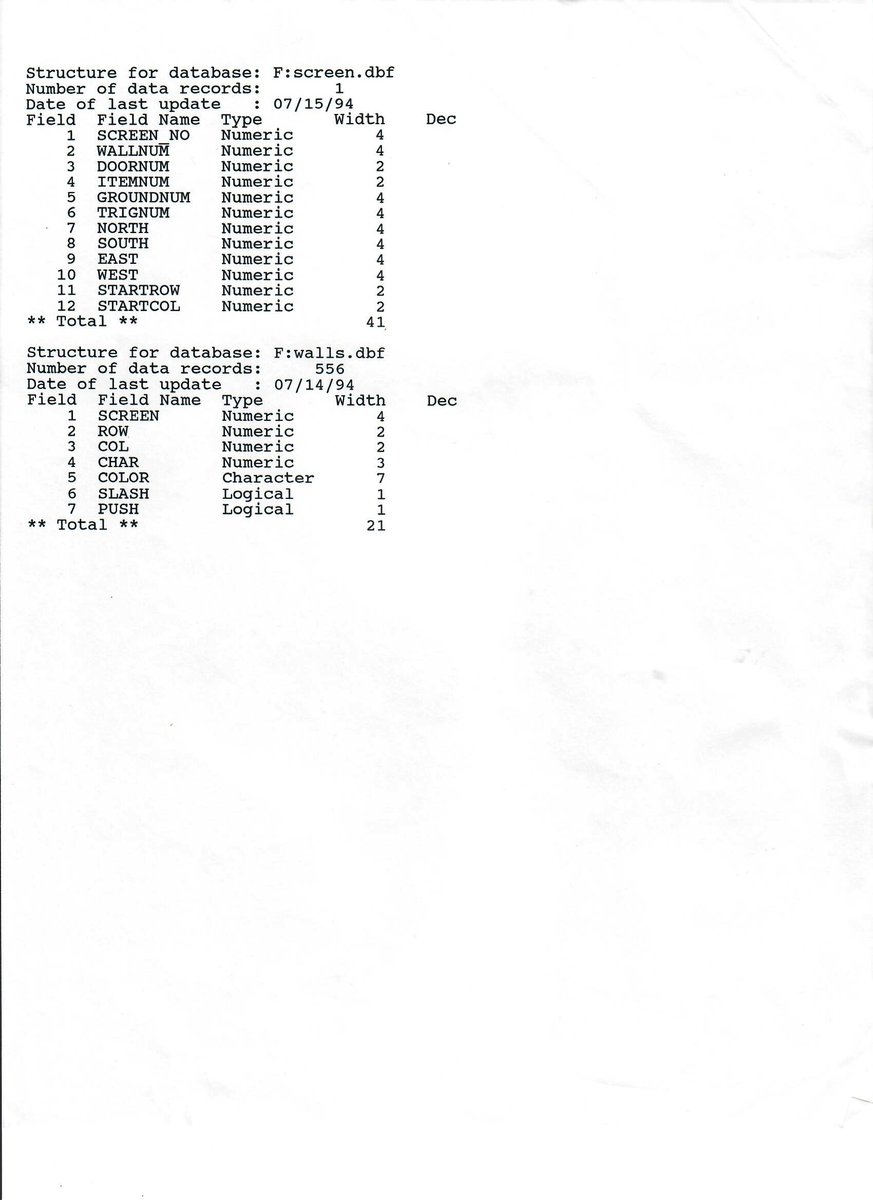 Structure for database: F:screen.dbf
Number of data records:       1
Date of last update   : 07/15/94
Field  Field Name  Type       Width    Dec
    1  SCREEN_NO   Numeric        4
    2  WALLNUM     Numeric        4
    3  DOORNUM     Numeric        2
    4  ITEMNUM     Numeric        2
    5  GROUNDNUM   Numeric        4
    6  TRIGNUM     Numeric        4
    7  NORTH       Numeric        4
    8  SOUTH       Numeric        4
    9  EAST        Numeric        4
   10  WEST        Numeric        4
   11  STARTROW    Numeric        2
   12  STARTCOL    Numeric        2
** Total **                      41

Structure for database: F:walls.dbf
Number of data records:     556
Date of last update   : 07/14/94
Field  Field Name  Type       Width    Dec
    1  SCREEN      Numeric        4
    2  ROW         Numeric        2
    3  COL         Numeric        2
    4  CHAR        Numeric        3
    5  COLOR       Character      7
    6  SLASH       Logical        1
    7  PUSH        Logical        1
** Total **                      21